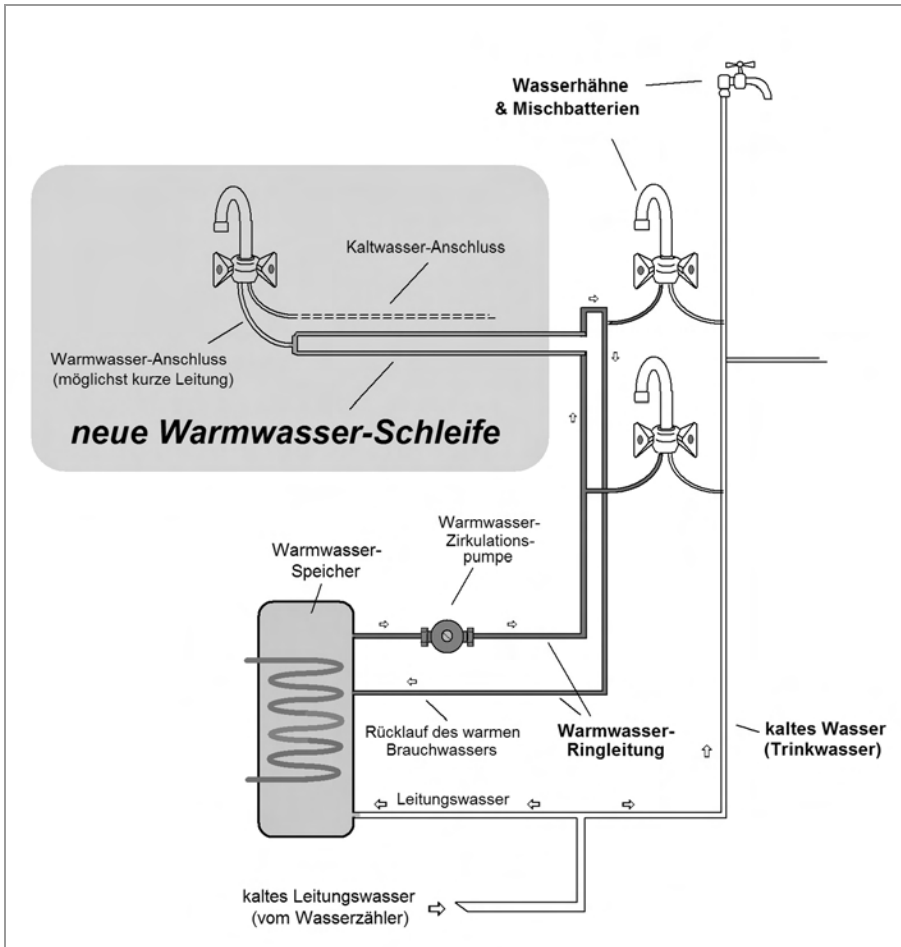 Wasserhähne
& Mischbatterien
Kaltwasser-Anschluss
Warmwasser-Anschluss
(möglichst kurze Leitung)
neue Warmwasser-Schleife
Warmwasser-
Zirkulations-
pumpe
Warmwasser-
Speicher
Rücklauf des warmen
Brauchwassers
Warmwasser-
Ringleitung
kaltes Wasser
(Trinkwasser)
Leitungswasser
kaltes Leitungswasser
(vom Wasserzähler)